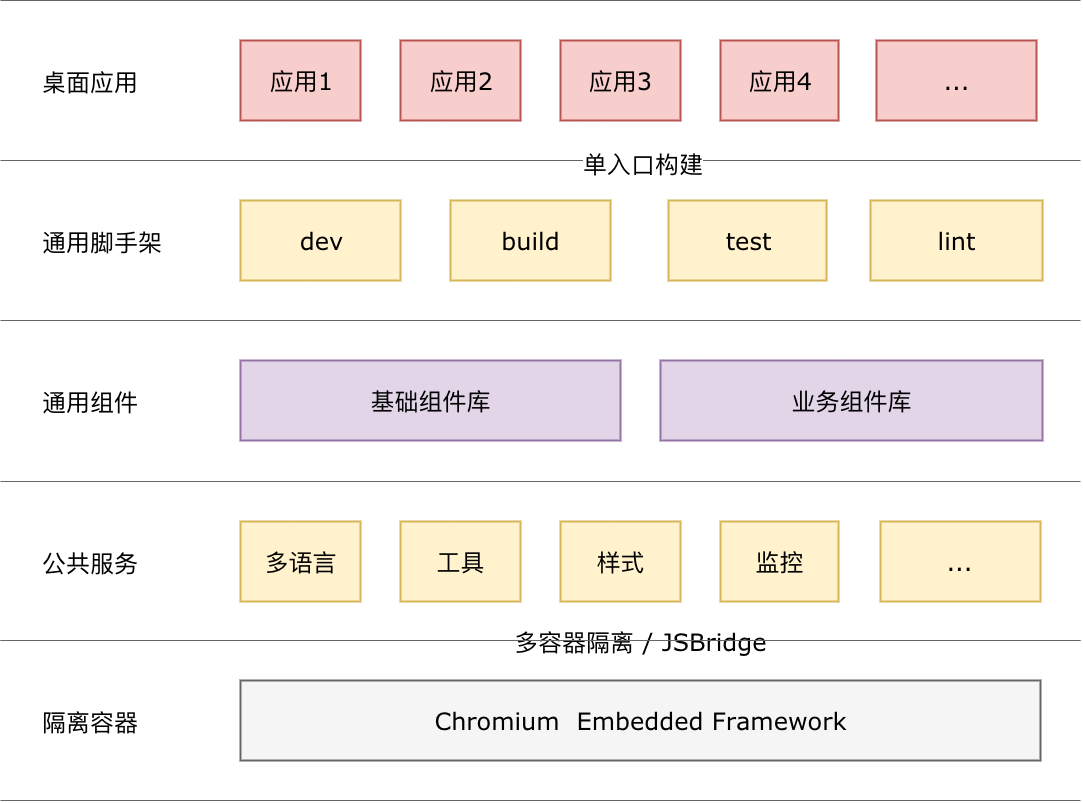 桌面应用
应用1
应用2
应用3
应用4
...
单入口构建
通用脚手架
dev
build
test
lint
通用组件
基础组件库
业务组件库
公共服务
多语言
工具
样式
监控
...
多容器隔离 / JSBridge
隔离容器
Chromium Embedded Framework